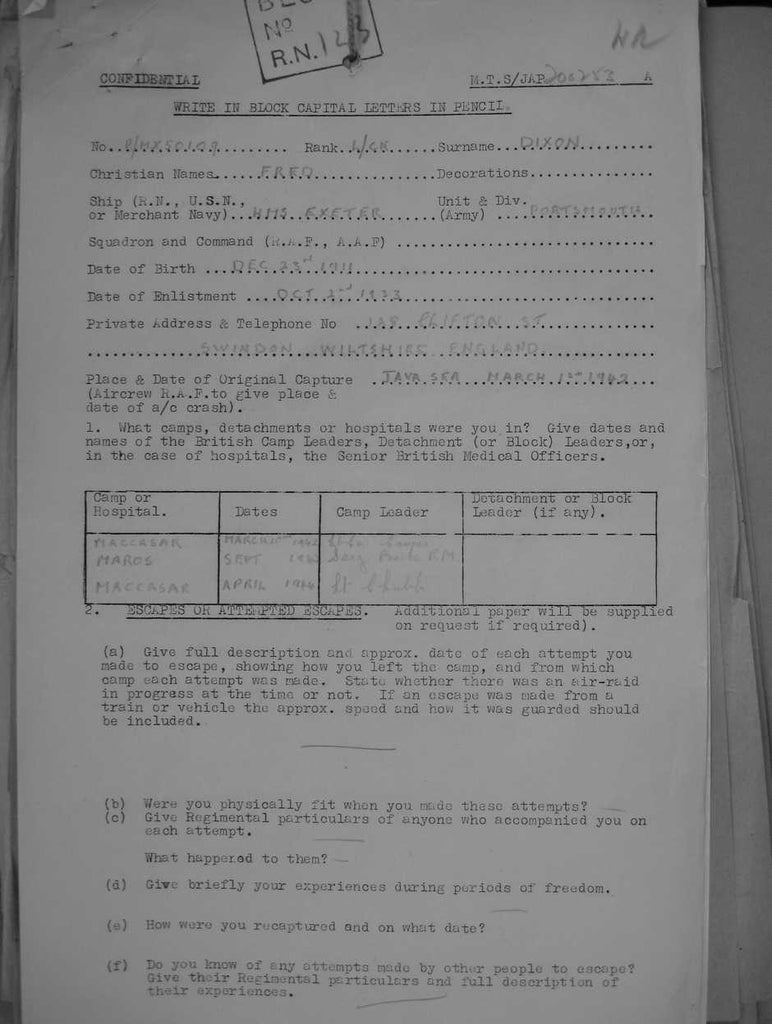 Nº
R.N. 123
WR
CONFIDENTIAL M.T.S/JAP A
WRITE IN BLOCK CAPITAL LETTERS IN PENCIL.
No.................... Rank............Surname...DIXON.........
Christian Names......FRED...............Decorations..............
Ship (R.N., U.S.N., Unit & Div.
or Merchant Navy)...HMS. EXETER........(Army) ....PORTSMOUTH..
Squadron and Command (R.A.F., A.A.F) ..................................
Date of Birth ...DEC. 23rd 1911...................................
Date of Enlistment ....OCT. 1933..............................
Private Address & Telephone No ... CLIFTON ST...............
SWINDON WILTSHIRE ENGLAND
Place & Date of Original Capture ..JAVA SEA...MARCH 1st 1942...
(Aircrew R.A.F.to give place &
date of a/c crash).
1. What camps, detachments or hospitals were you in? Give dates and
names of the British Camp Leaders, Detachment (or Block) Leaders,or,
in the case of hospitals, the Senior British Medical Officers.
Camp or Hospital. Dates Camp Leader Detachment or Block Leader (if any).
MACCASAR MARCH 1942
MAROS SEPT R.M.
MACCASAR APRIL 1944 Lt
2. ESCAPES OR ATTEMPTED ESCAPES. Additional paper will be supplied
on request if required).
(a) Give full description and approx. date of each attempt you
made to escape, showing how you left the camp, and from which
camp each attempt was made. State whether there was an air-raid
in progress at the time or not. If an escape was made from a
train or vehicle the approx. speed and how it was guarded should
be included.
(b) Were you physically fit when you made these attempts?
(c) Give Regimental particulars of anyone who accompanied you on
each attempt.
What happened to them?
(d) Give briefly your experiences during periods of freedom.
(e) How were you recaptured and on what date?
(f) Do you know of any attempts made by other people to escape?
Give their Regimental particulars and full description of
their experiences.